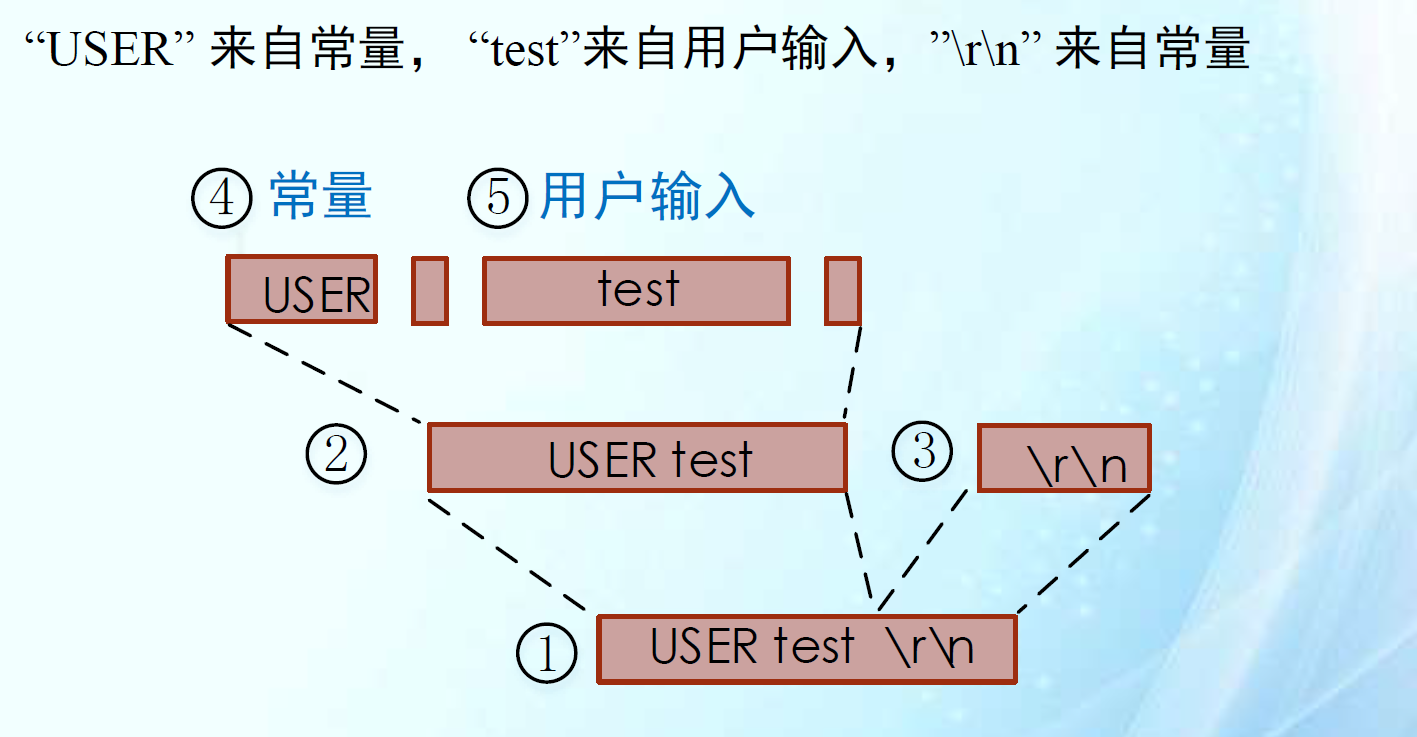 “USER” 来自常量， “test”来自用户输入，”\r\n” 来自常量
④ 常量 ⑤ 用户输入
USER test
② USER test ③ \r\n
① USER test \r\n